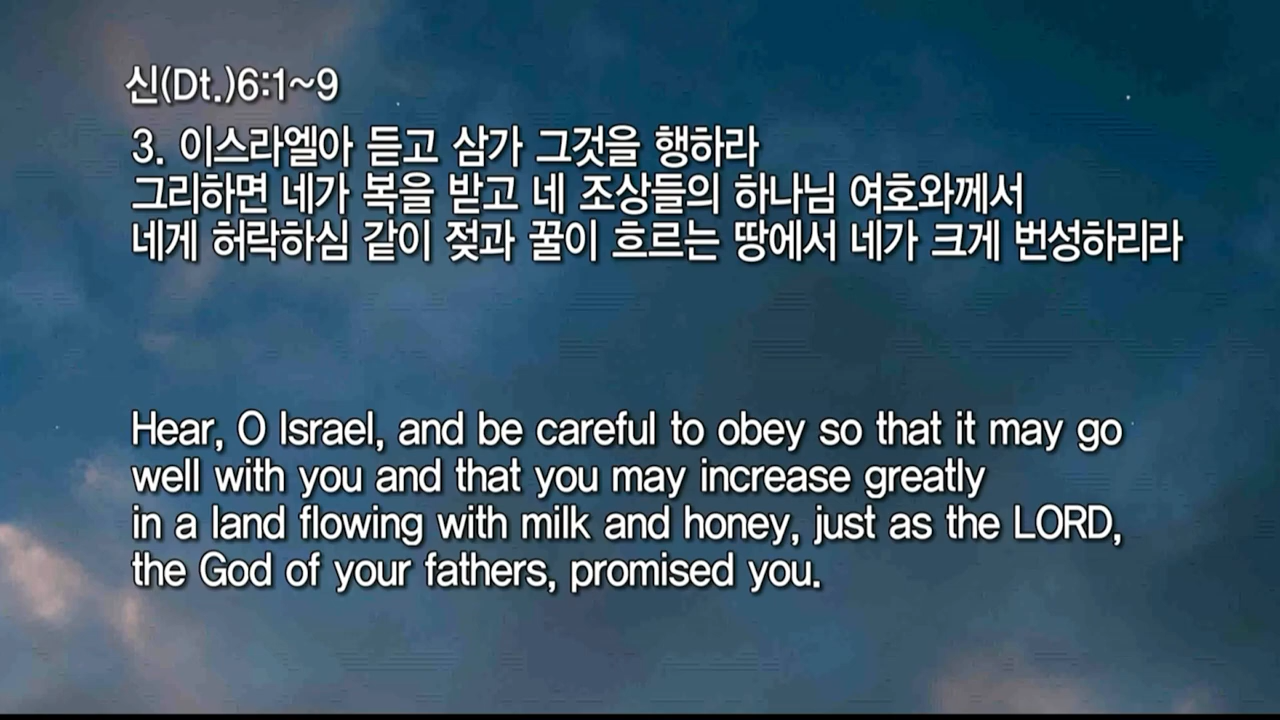 신(Dt.)6:1~9
3. 이스라엘아 듣고 삼가 그것을 행하라
그리하면 네가 복을 받고 네 조상들의 하나님 여호와께서
네게 허락하심 같이 젖과 꿀이 흐르는 땅에서 네가 크게 번성하리라
Hear, O Israel, and be careful to obey so that it may go
well with you and that you may increase greatly
in a land flowing with milk and honey, just as the LORD,
the God of your fathers, promised you.